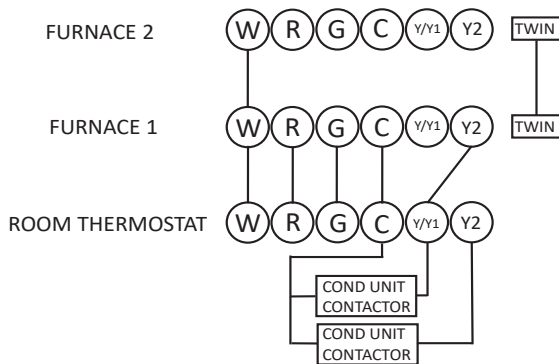 FURNACE 2 W R G C Y/Y1 Y2 TWIN
FURNACE 1 W R G C Y/Y1 Y2 TWIN
ROOM THERMOSTAT W R G C Y/Y1 Y2
COND UNIT
CONTACTOR
COND UNIT
CONTACTOR